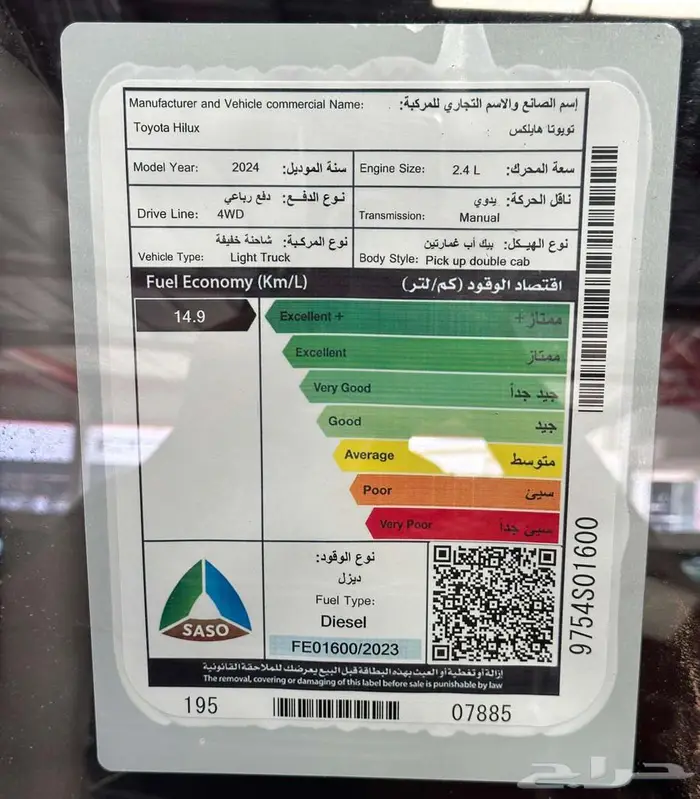 Manufacturer and Vehicle commercial Name: إسم الصانع والاسم التجاري للمركبة:
Toyota Hilux تويوتا هايلكس
Model Year: 2024 سنة الموديل:
Engine Size: 2.4 L سعة المحرك:
نوع الدفـــع: دفع رباعي
Drive Line: 4WD
ناقل الحركة: يدوي
Transmission: Manual
نوع المركبة: شاحنة خفيفة
Vehicle Type: Light Truck
نوع الهيكل: بيك أب غمارتين
Body Style: Pick up double cab
Fuel Economy (Km/L) اقتصاد الوقود (كم/لتر)
14.9
Excellent + ممتاز+
Excellent ممتاز
Very Good جيد جداً
Good جيد
Average متوسط
Poor سيئ
Very Poor سيئ جداً
SASO
نوع الوقود:
ديزل
Fuel Type:
Diesel
FE01600/2023
9754S01600
إزالة أو تغطية أو العبث بهذه البطاقة قبل البيع يعرضك للملاحقة القانونية
The removal, covering or damaging of this label before sale is punishable by law
195 07885
حراج